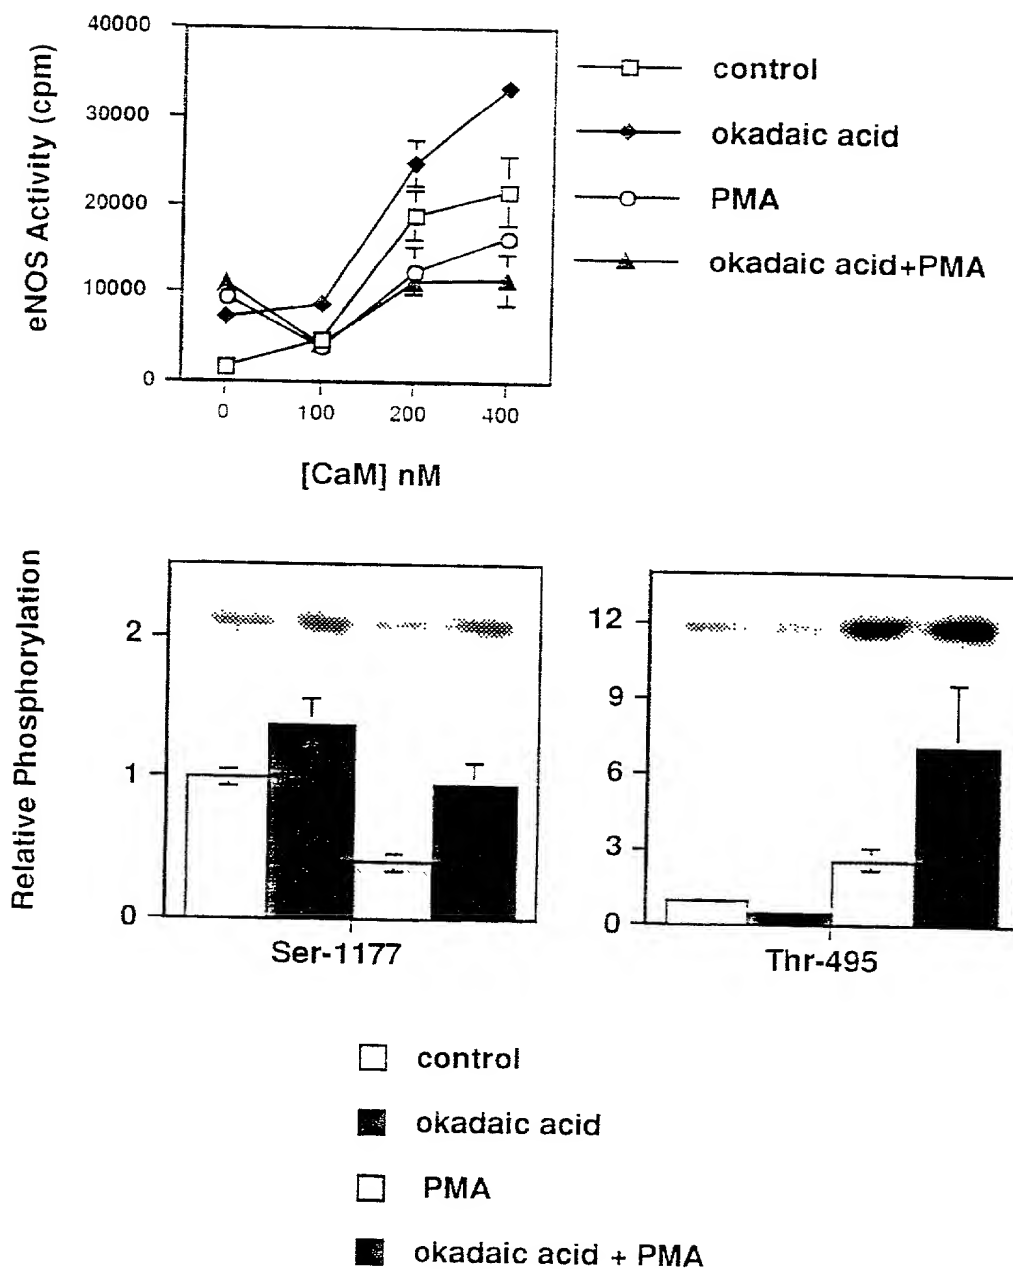 eNOS Activity (cpm)
40000
30000
20000
10000
0
0 100 200 400
[CaM] nM
control
okadaic acid
PMA
okadaic acid+PMA
Relative Phosphorylation
2
1
0
Ser-1177
12
9
6
3
0
Thr-495
control
okadaic acid
PMA
okadaic acid + PMA